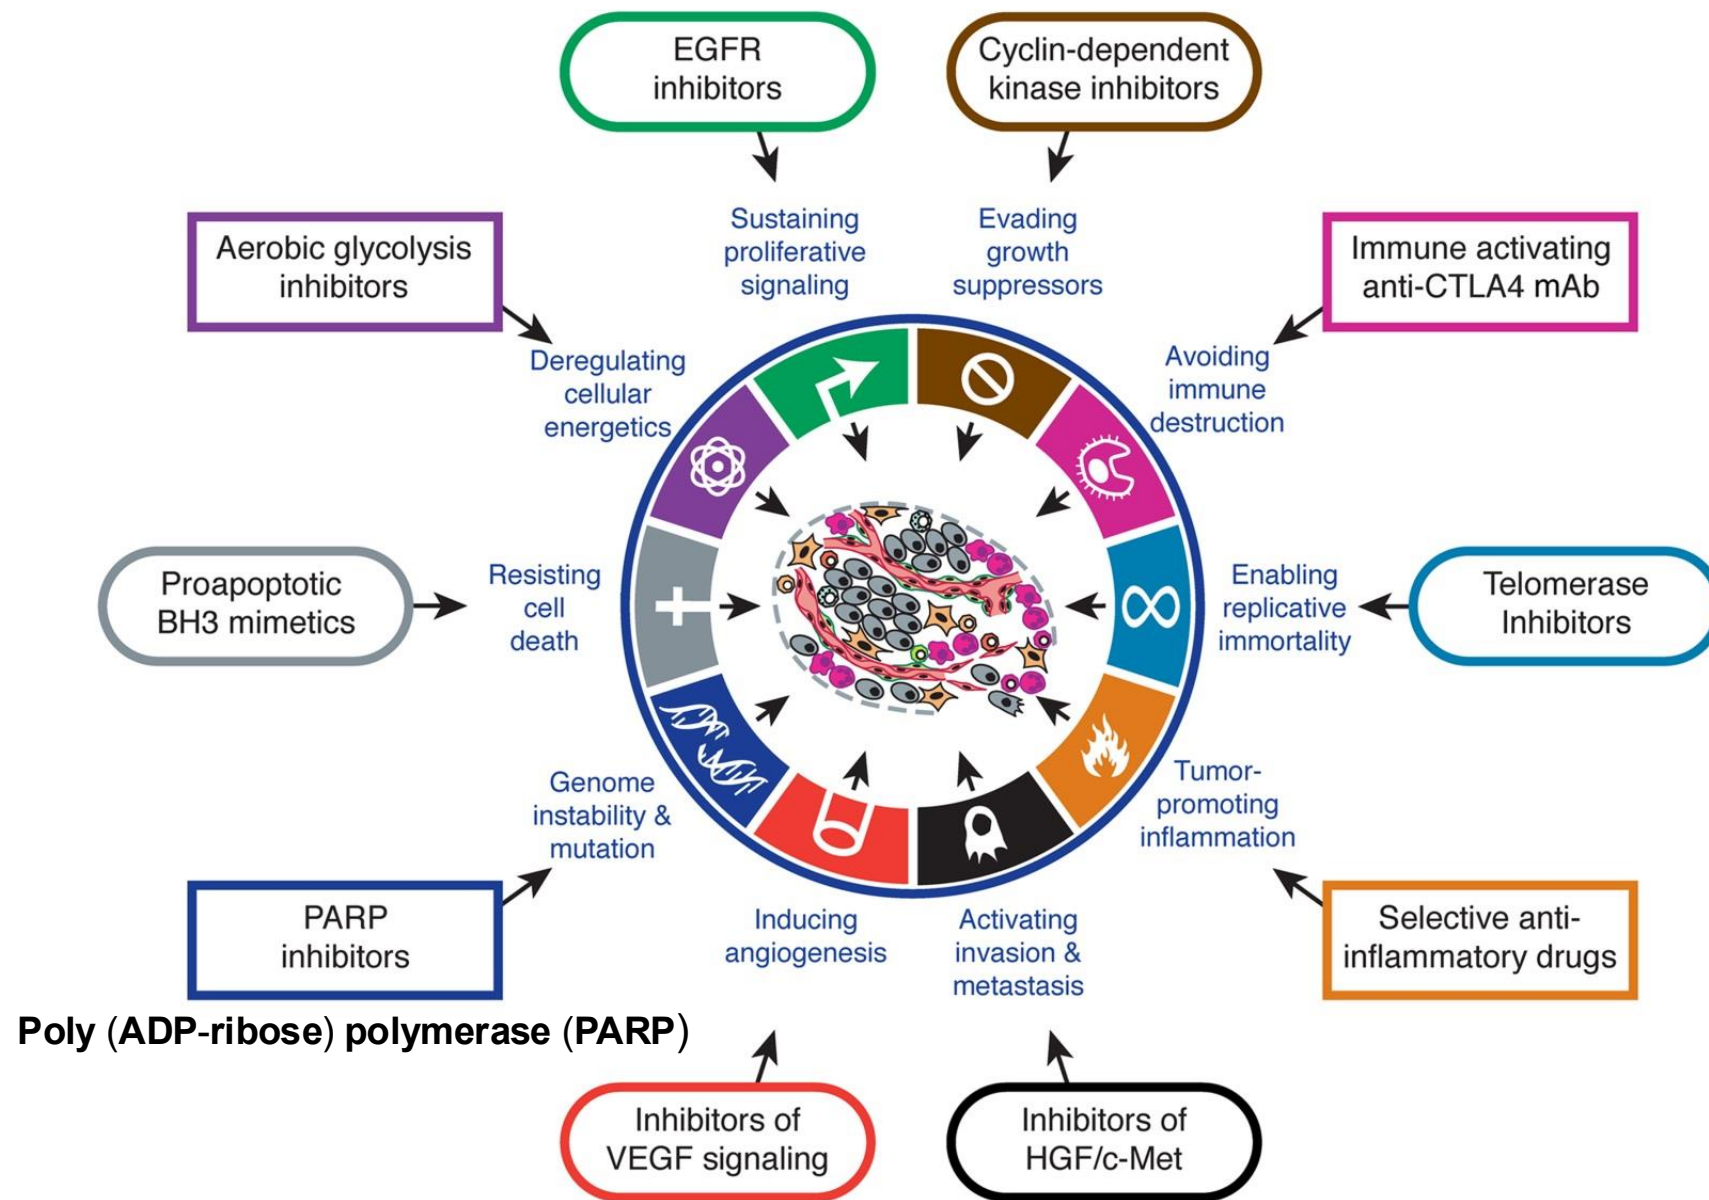 EGFR
inhibitors
Cyclin-dependent
kinase inhibitors
Sustaining
proliferative
signaling
Evading
growth
suppressors
Aerobic glycolysis
inhibitors
Immune activating
anti-CTLA4 mAb
Deregulating
cellular
energetics
Avoiding
immune
destruction
Proapoptotic
BH3 mimetics
Resisting
cell
death
Enabling
replicative
immortality
Telomerase
Inhibitors
Genome
instability &
mutation
Tumor-
promoting
inflammation
PARP
inhibitors
Inducing
angiogenesis
Activating
invasion &
metastasis
Selective anti-
inflammatory drugs
Poly (ADP-ribose) polymerase (PARP)
Inhibitors of
VEGF signaling
Inhibitors of
HGF/c-Met